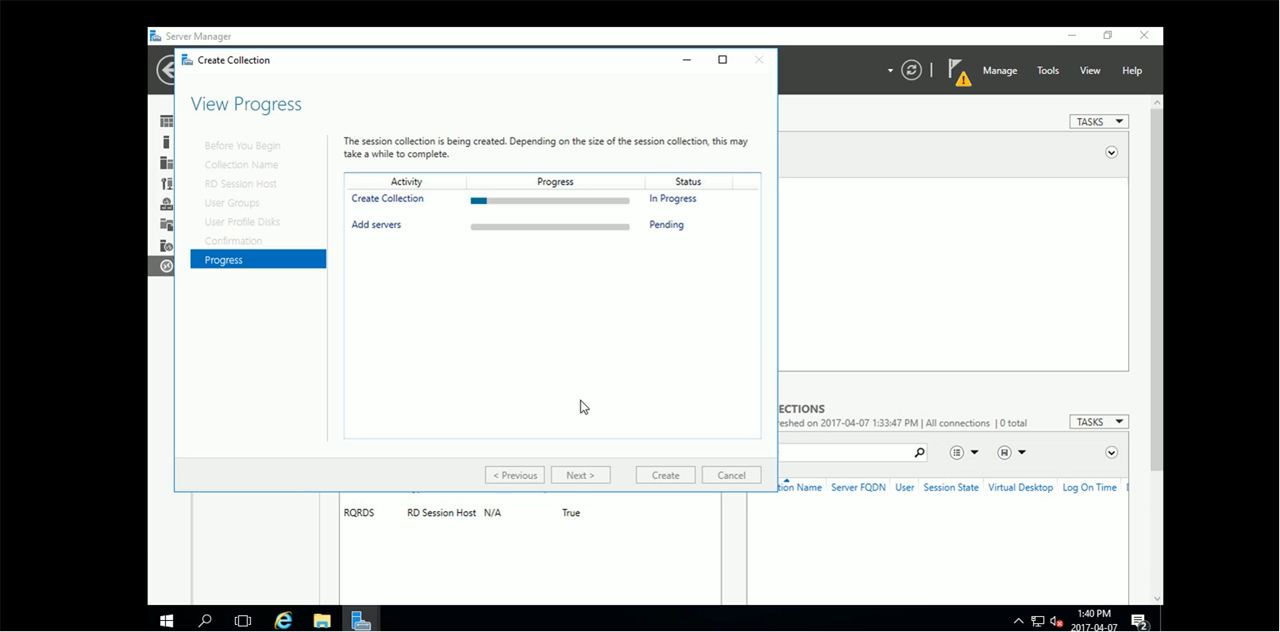 Server Manager
Create Collection
Manage Tools View Help
View Progress
Before You Begin
Collection Name
RD Session Host
User Groups
User Profile Disks
Confirmation
Progress
The session collection is being created. Depending on the size of the session collection, this may
take a while to complete.
Activity Progress Status
Create Collection In Progress
Add servers Pending
< Previous Next > Create Cancel
TASKS
ECTIONS
eshed on 2017-04-07 1:33:47 PM | All connections | 0 total
TASKS
tion Name Server FQDN User Session State Virtual Desktop Log On Time
RQRDS RD Session Host N/A True
1:40 PM
2017-04-07
2